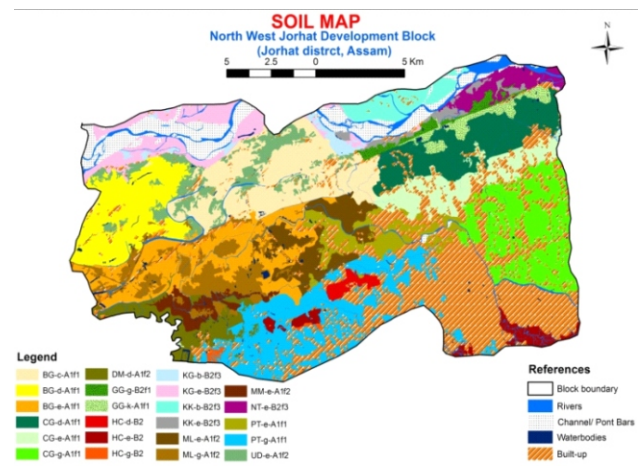 SOIL MAP
North West Jorhat Development Block
(Jorhat distrct, Assam)
5 2.5 0 5 Km
N
Legend
BG-c-A1f1
BG-d-A1f1
BG-e-A1f1
CG-d-A1f1
CG-e-A1f1
CG-g-A1f1
DM-d-A1f2
GG-g-B2f1
GG-k-A1f1
HC-d-B2
HC-e-B2
HC-g-B2
KG-b-B2f3
KG-e-B2f3
KK-b-B2f3
KK-e-B2f3
ML-e-A1f2
ML-g-A1f2
MM-e-A1f2
NT-e-B2f3
PT-e-A1f1
PT-g-A1f1
UD-e-A1f2
References
Block boundary
Rivers
Channel/ Pont Bars
Waterbodies
Built-up